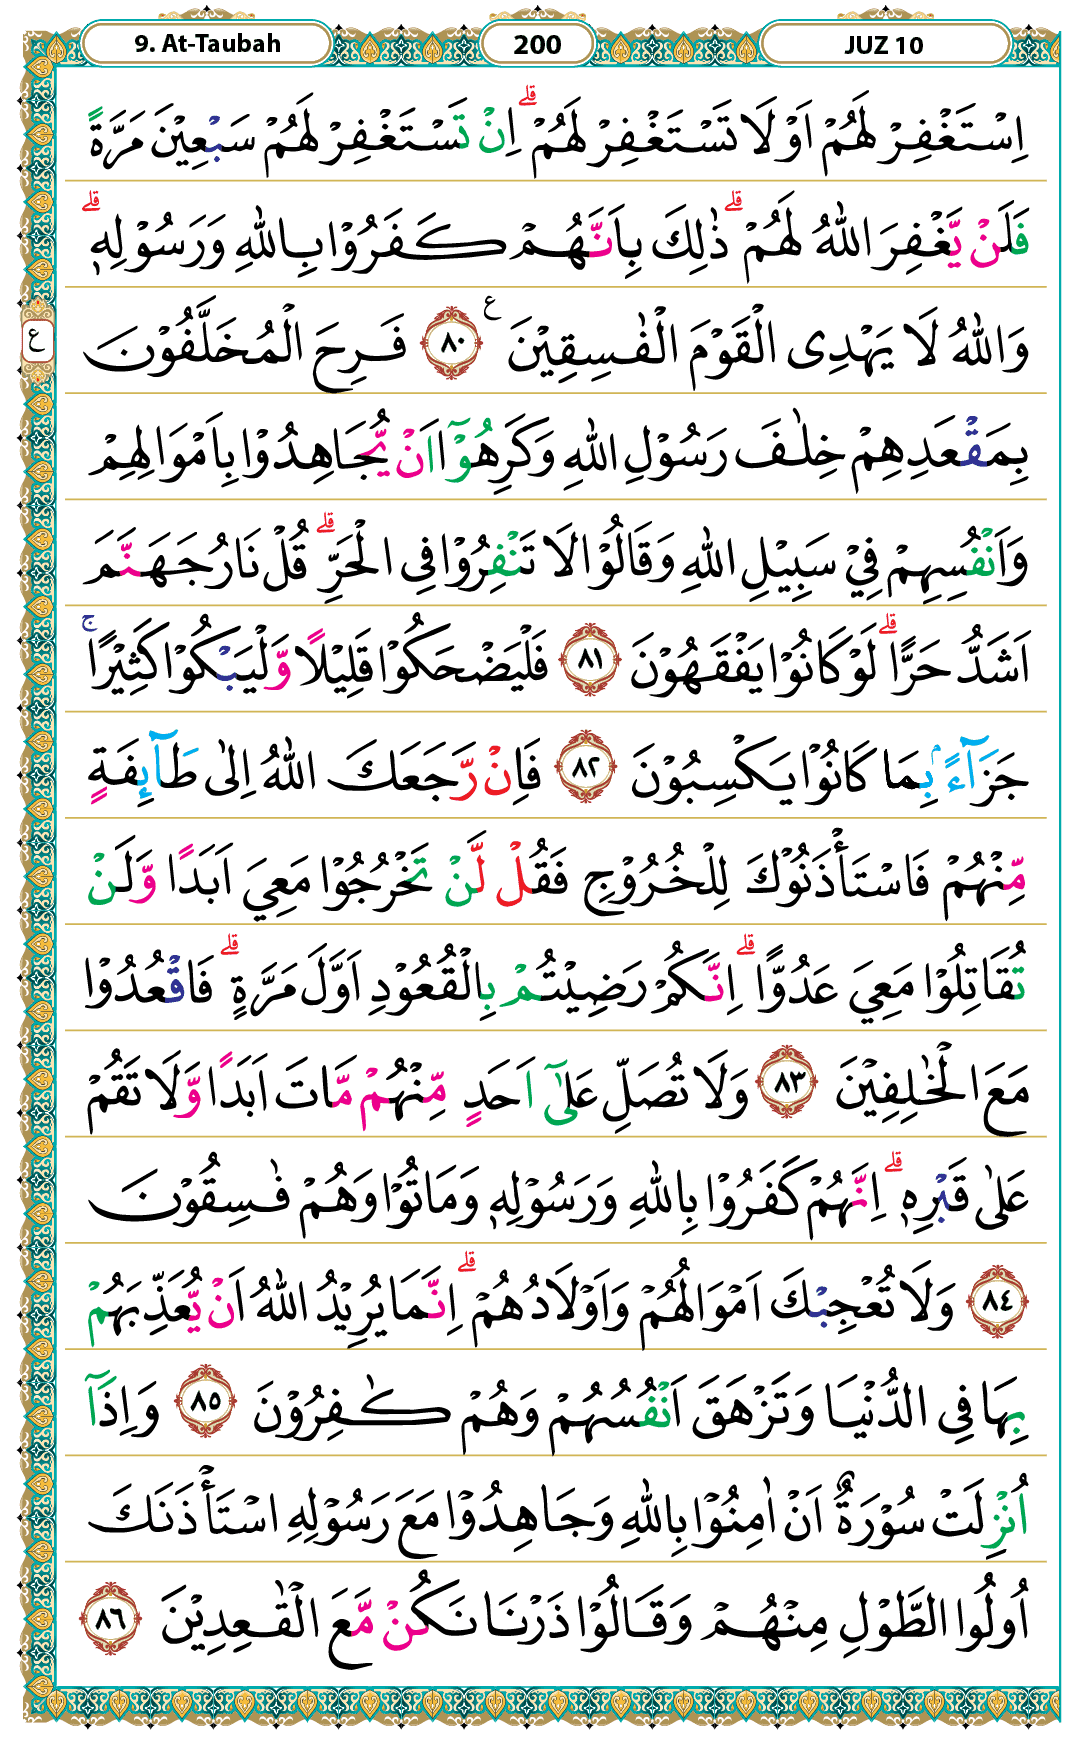 9. At-Taubah
200
JUZ 10
اِسْتَغْفِرْ لَهُمْ اَوْ لَا تَسْتَغْفِرْ لَهُمْۗ اِنْ تَسْتَغْفِرْ لَهُمْ سَبْعِيْنَ مَرَّةً
فَلَنْ يَّغْفِرَ اللّٰهُ لَهُمْۗ ذٰلِكَ بِاَنَّهُمْ كَفَرُوْا بِاللّٰهِ وَرَسُوْلِهٖۗ
وَاللّٰهُ لَا يَهْدِى الْقَوْمَ الْفٰسِقِيْنَ ࣖ ٨٠ فَرِحَ الْمُخَلَّفُوْنَ
ع
بِمَقْعَدِهِمْ خِلٰفَ رَسُوْلِ اللّٰهِ وَكَرِهُوْٓا اَنْ يُّجَاهِدُوْا بِاَمْوَالِهِمْ
وَاَنْفُسِهِمْ فِيْ سَبِيْلِ اللّٰهِ وَقَالُوْا لَا تَنْفِرُوْا فِى الْحَرِّۗ قُلْ نَارُ جَهَنَّمَ
اَشَدُّ حَرًّاۗ لَوْ كَانُوْا يَفْقَهُوْنَ ٨١ فَلْيَضْحَكُوْا قَلِيْلًا وَّلْيَبْكُوْا كَثِيْرًاۚ
جَزَاۤءًۢ بِمَا كَانُوْا يَكْسِبُوْنَ ٨٢ فَاِنْ رَّجَعَكَ اللّٰهُ اِلٰى طَاۤىِٕفَةٍ
مِّنْهُمْ فَاسْتَأْذَنُوْكَ لِلْخُرُوْجِ فَقُلْ لَّنْ تَخْرُجُوْا مَعِيَ اَبَدًا وَّلَنْ
تُقَاتِلُوْا مَعِيَ عَدُوًّاۗ اِنَّكُمْ رَضِيْتُمْ بِالْقُعُوْدِ اَوَّلَ مَرَّةٍۗ فَاقْعُدُوْا
مَعَ الْخٰلِفِيْنَ ٨٣ وَلَا تُصَلِّ عَلٰٓى اَحَدٍ مِّنْهُمْ مَّاتَ اَبَدًا وَّلَا تَقُمْ
عَلٰى قَبْرِهٖۗ اِنَّهُمْ كَفَرُوْا بِاللّٰهِ وَرَسُوْلِهٖ وَمَاتُوْا وَهُمْ فٰسِقُوْنَ
٨٤ وَلَا تُعْجِبْكَ اَمْوَالُهُمْ وَاَوْلَادُهُمْۗ اِنَّمَا يُرِيْدُ اللّٰهُ اَنْ يُّعَذِّبَهُمْ
بِهَا فِى الدُّنْيَا وَتَزْهَقَ اَنْفُسُهُمْ وَهُمْ كٰفِرُوْنَ ٨٥ وَاِذَآ
اُنْزِلَتْ سُوْرَةٌ اَنْ اٰمِنُوْا بِاللّٰهِ وَجَاهِدُوْا مَعَ رَسُوْلِهِ اسْتَأْذَنَكَ
اُولُوا الطَّوْلِ مِنْهُمْ وَقَالُوْا ذَرْنَا نَكُنْ مَّعَ الْقٰعِدِيْنَ ٨٦